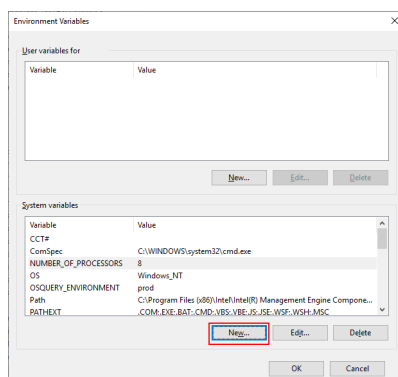 Environment Variables
User variables for
Variable Value
New... Edit... Delete
System variables
Variable Value
CCT#
ComSpec C:\WINDOWS\system32\cmd.exe
NUMBER_OF_PROCESSORS 8
OS Windows_NT
OSQUERY_ENVIRONMENT prod
Path C:\Program Files (x86)\Intel\Intel(R) Management Engine Compone...
PATHEXT .COM;.EXE;.BAT;.CMD;.VBS;.VBE;.JS;.JSE;.WSF;.WSH;.MSC
New... Edit... Delete
OK Cancel